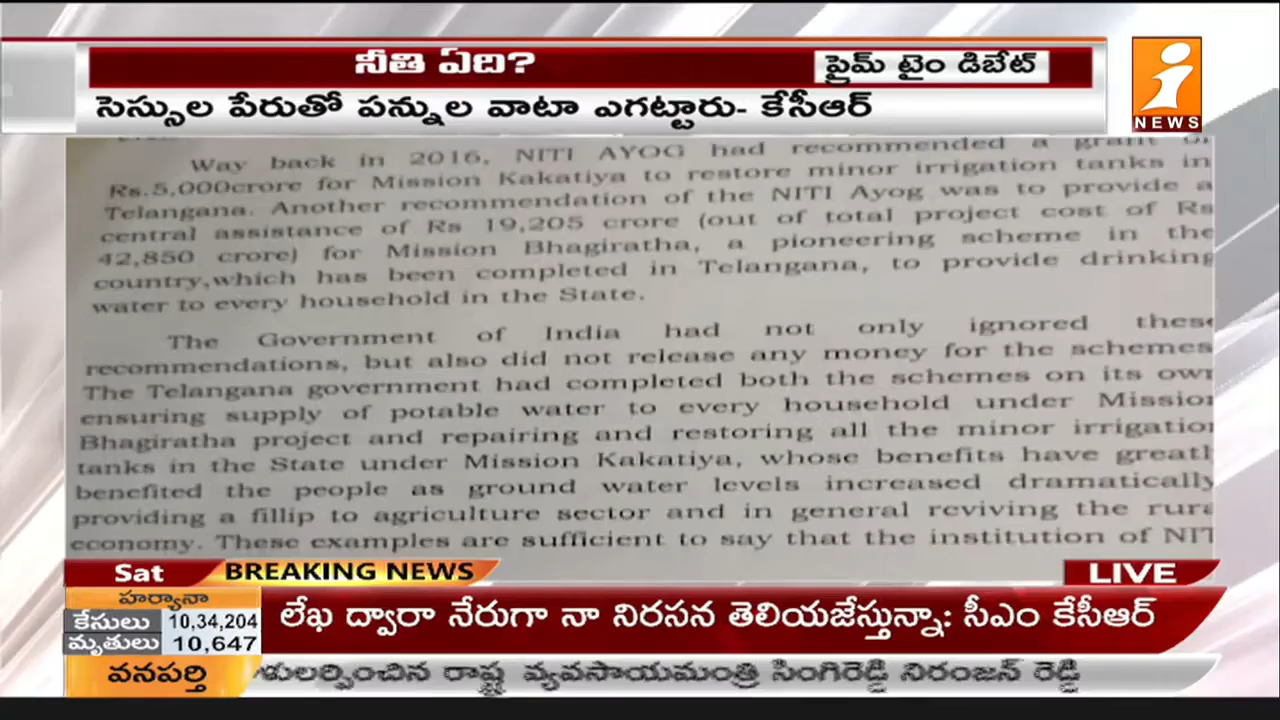 నీతి ఏది?
ప్రైమ్ టైం డిబేట్
i
NEWS
సెస్సుల పేరుతో పన్నుల వాటా ఎగట్టారు- కేసీఆర్
Way back in 2016, NITI AYOG had recommended a grant of
Rs.5,000crore for Mission Kakatiya to restore minor irrigation tanks in
Telangana. Another recommendation of the NITI Ayog was to provide a
central assistance of Rs 19,205 crore (out of total project cost of Rs
42,850 crore) for Mission Bhagiratha, a pioneering scheme in the
country,which has been completed in Telangana, to provide drinking
water to every household in the State.
The Government of India had not only ignored these
recommendations, but also did not release any money for the schemes
The Telangana government had completed both the schemes on its own
ensuring supply of potable water to every household under Mission
Bhagiratha project and repairing and restoring all the minor irrigation
tanks in the State under Mission Kakatiya, whose benefits have greatl
benefited the people as ground water levels increased dramatically
providing a fillip to agriculture sector and in general reviving the rura
economy. These examples are sufficient to say that the institution of NIT
Sat
BREAKING NEWS
LIVE
హర్యానా
కేసులు 10,34,204
మృతులు 10,647
లేఖ ద్వారా నేరుగా నా నిరసన తెలియజేస్తున్నా: సీఎం కేసీఆర్
వనపర్తి
ళులర్పించిన రాష్ట్ర వ్యవసాయమంత్రి సింగిరెడ్డి నిరంజన్ రెడ్డి